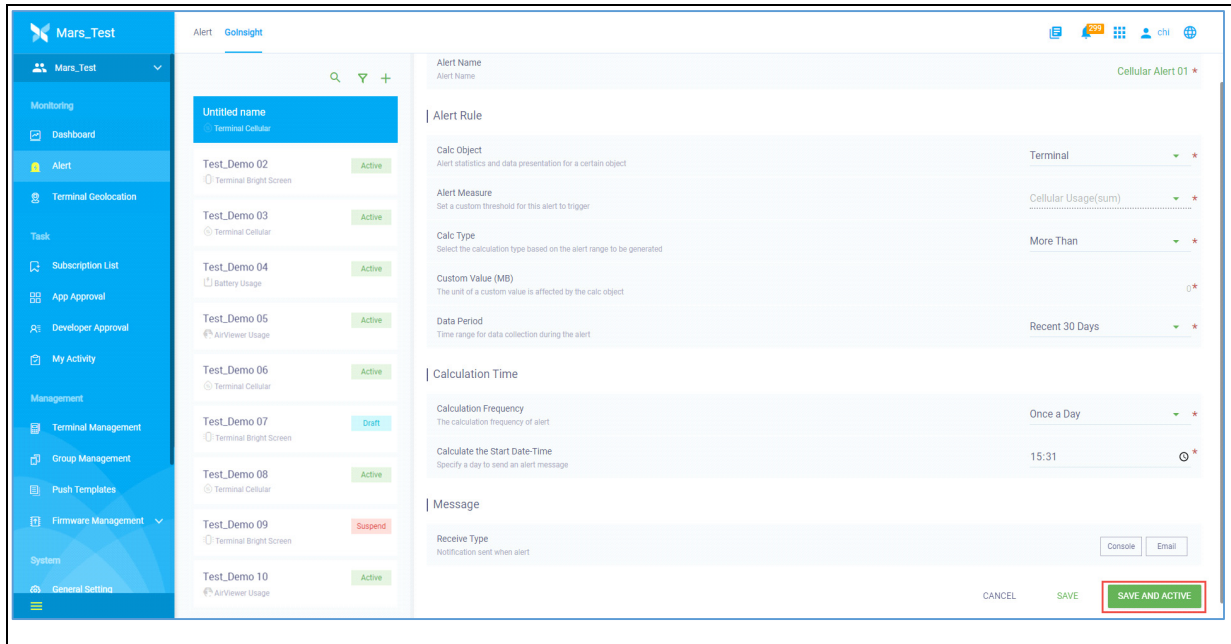 Mars_Test
Alert GoInsight
299
chi
Mars_Test
Monitoring
Dashboard
Alert
Terminal Geolocation
Task
Subscription List
App Approval
Developer Approval
My Activity
Management
Terminal Management
Group Management
Push Templates
Firmware Management
System
General Setting
Untitled name
Terminal Cellular
Test_Demo 02 Active
Terminal Bright Screen
Test_Demo 03 Active
Terminal Cellular
Test_Demo 04 Active
Battery Usage
Test_Demo 05 Active
AirViewer Usage
Test_Demo 06 Active
Terminal Cellular
Test_Demo 07 Draft
Terminal Bright Screen
Test_Demo 08 Active
Terminal Cellular
Test_Demo 09 Suspend
Terminal Bright Screen
Test_Demo 10 Active
AirViewer Usage
Alert Name
Alert Name
Cellular Alert 01 *
Alert Rule
Calc Object
Alert statistics and data presentation for a certain object
Terminal *
Alert Measure
Set a custom threshold for this alert to trigger
Cellular Usage(sum) *
Calc Type
Select the calculation type based on the alert range to be generated
More Than *
Custom Value (MB)
The unit of a custom value is affected by the calc object
0*
Data Period
Time range for data collection during the alert
Recent 30 Days *
Calculation Time
Calculation Frequency
The calculation frequency of alert
Once a Day *
Calculate the Start Date-Time
Specify a day to send an alert message
15:31 *
Message
Receive Type
Notification sent when alert
Console Email
CANCEL SAVE SAVE AND ACTIVE